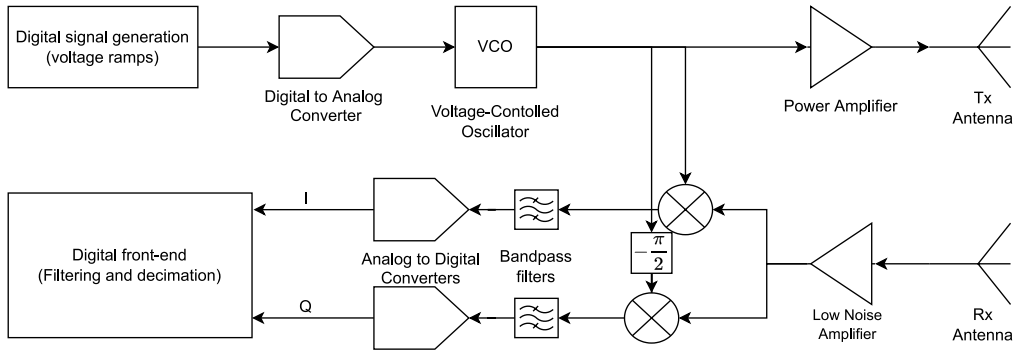 Digital signal generation
(voltage ramps)
Digital to Analog
Converter
VCO
Voltage-Contolled
Oscillator
Power Amplifier
Tx
Antenna
I
Digital front-end
(Filtering and decimation)
Analog to Digital
Converters
Bandpass
filters
-π/2
Q
Low Noise
Amplifier
Rx
Antenna